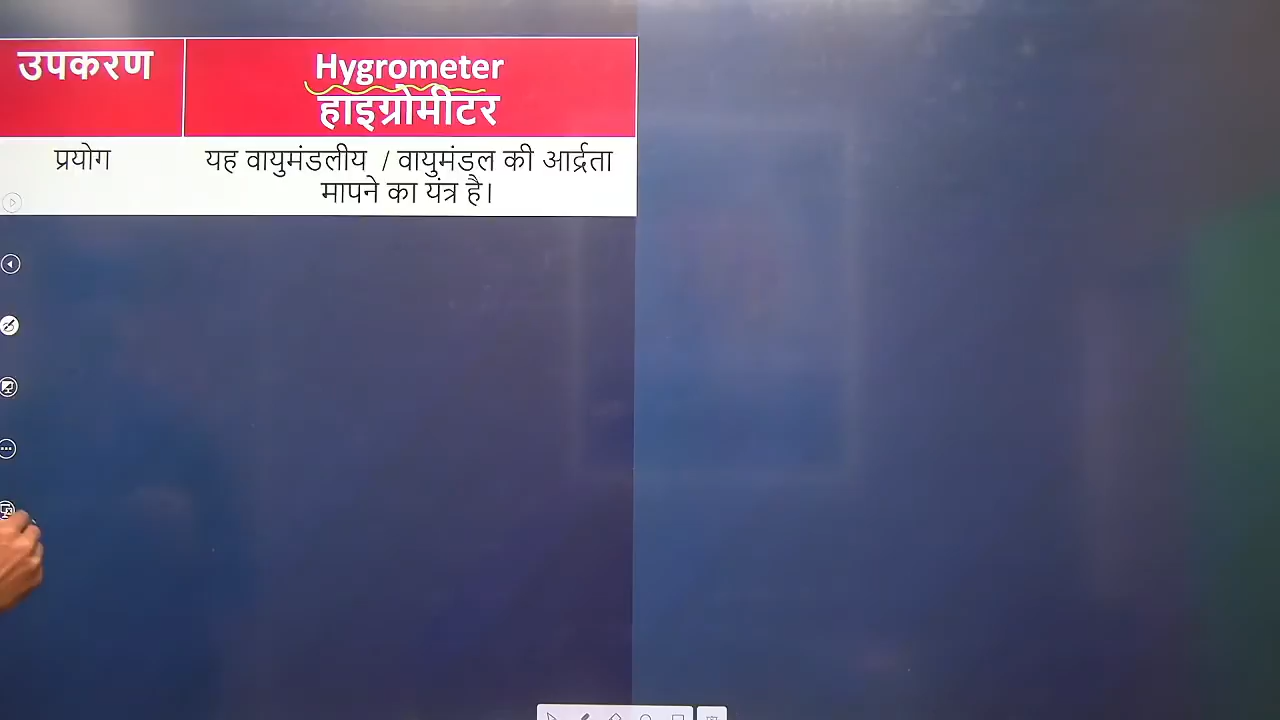 उपकरण
Hygrometer
हाइग्रोमीटर
प्रयोग
यह वायुमंडलीय / वायुमंडल की आर्द्रता
मापने का यंत्र है।